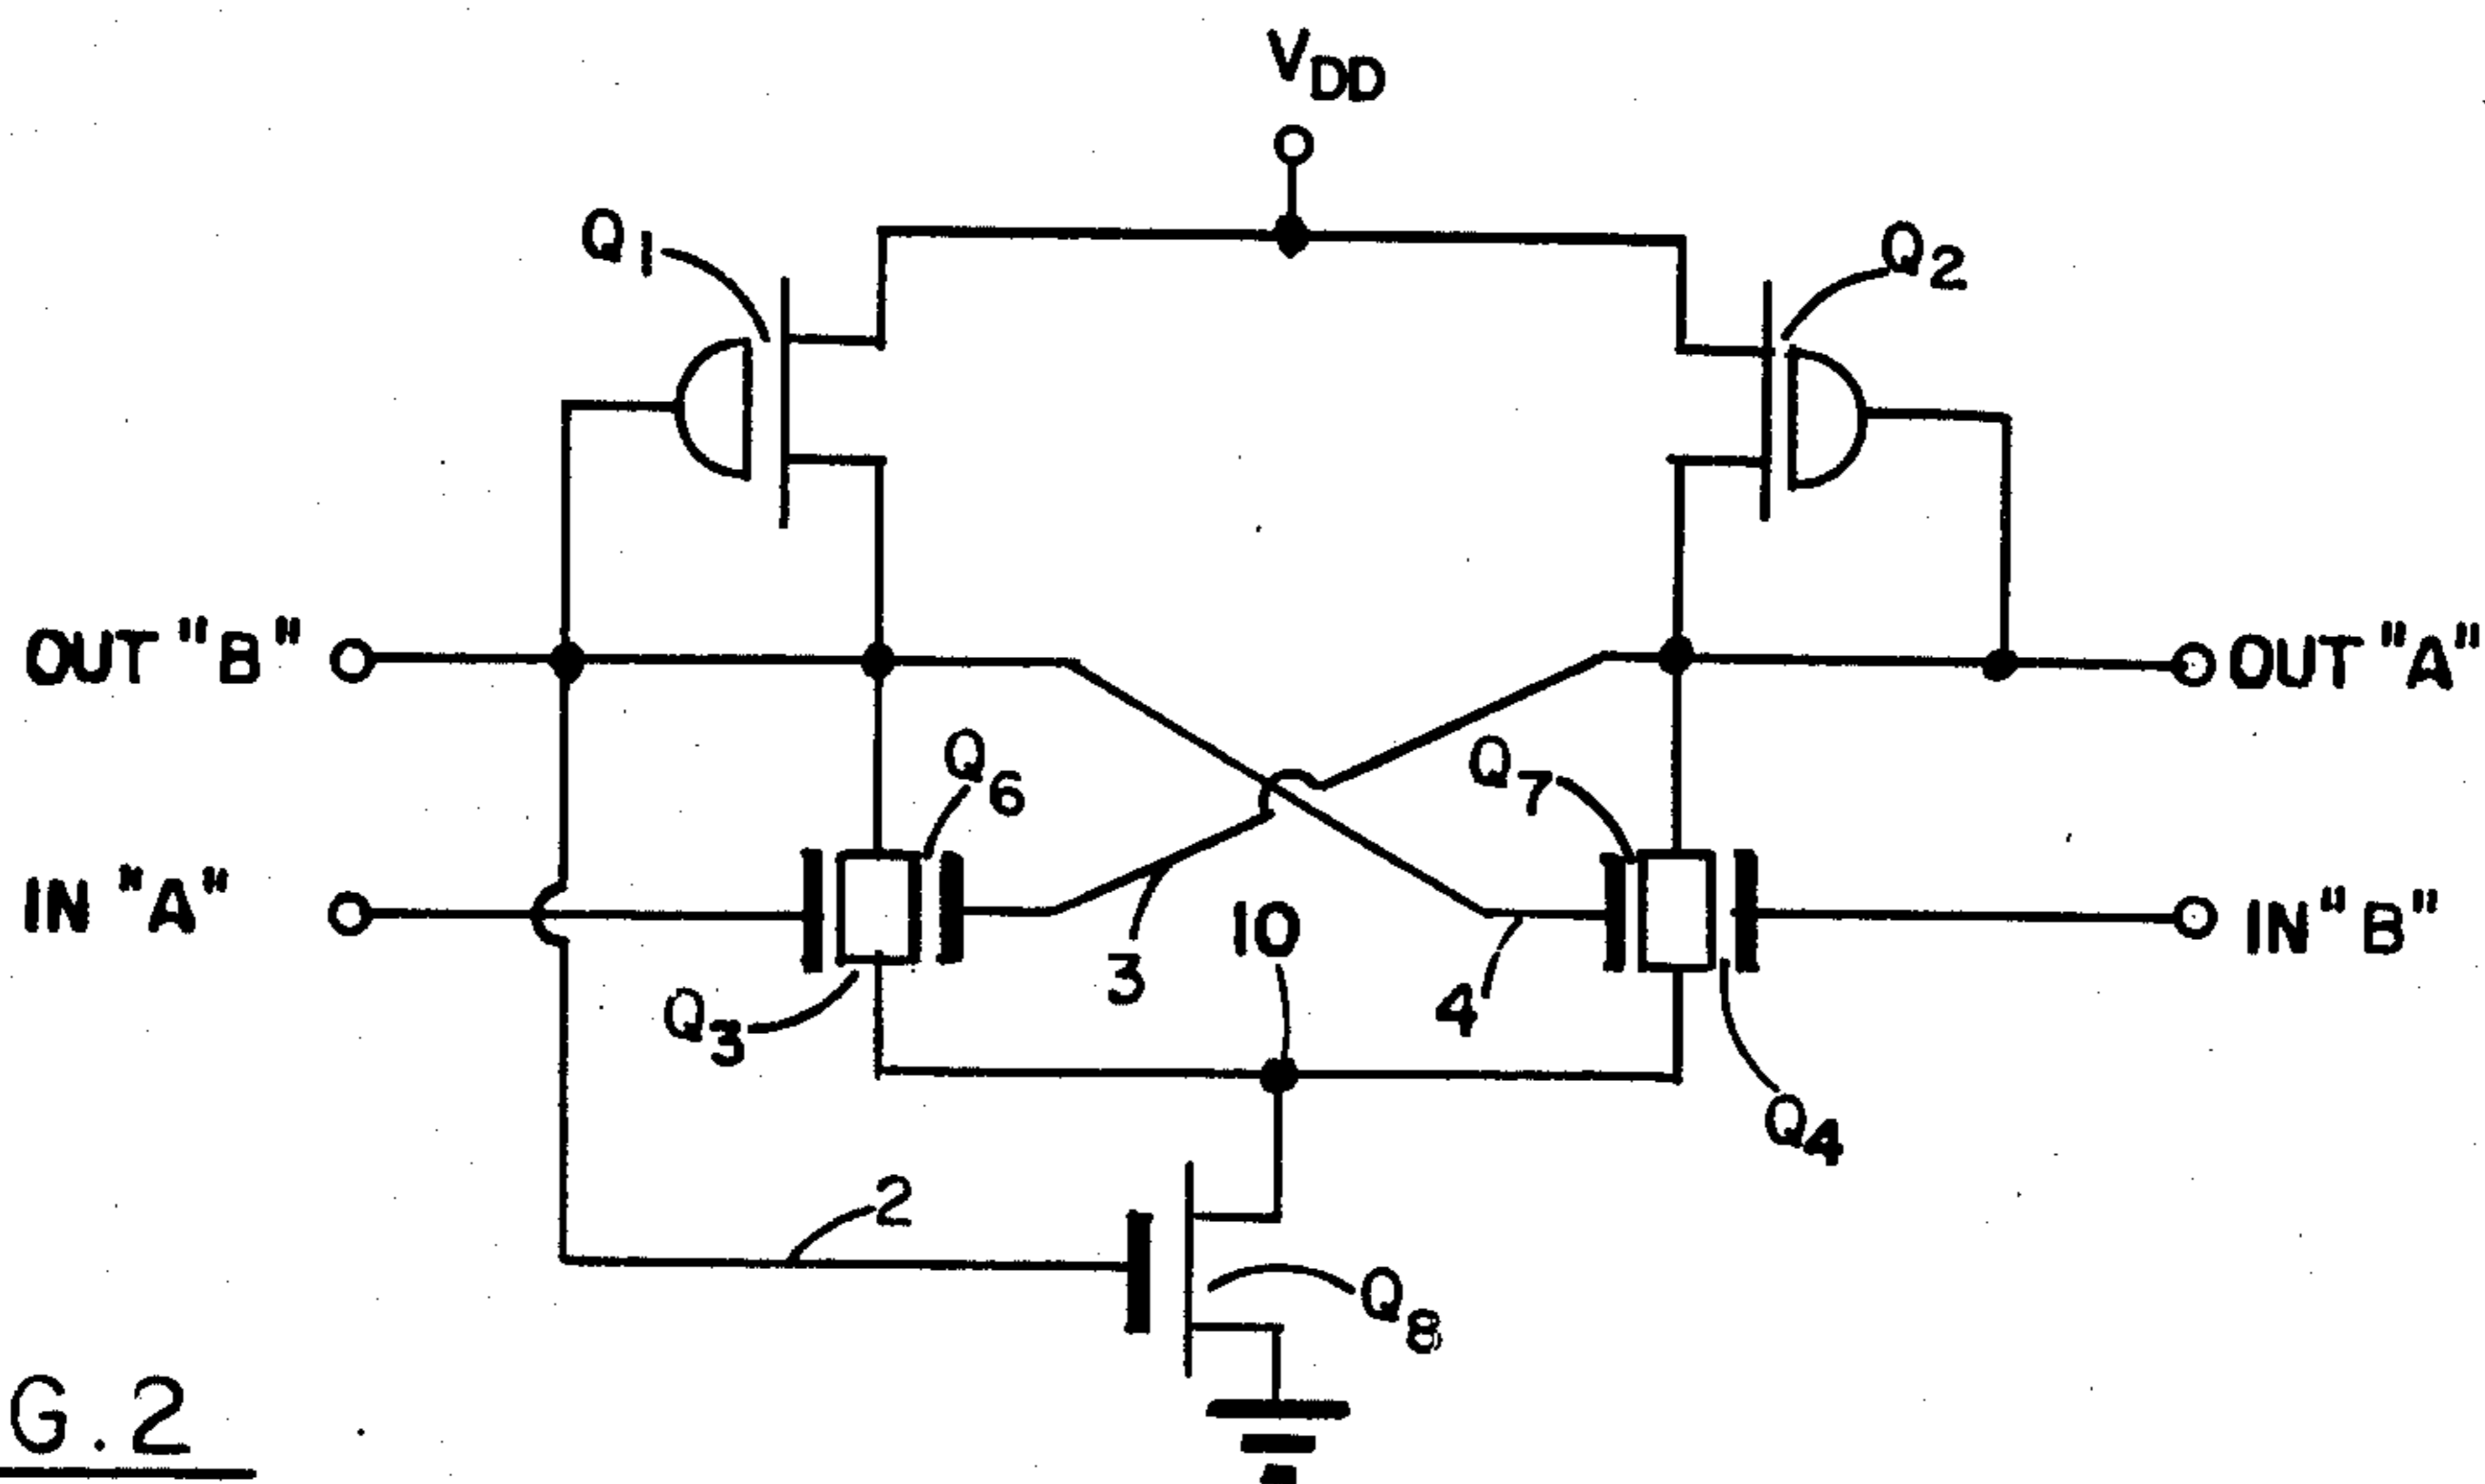 VDD
Q1
Q2
OUT "B"
OUT "A"
Q6
Q7
IN "A"
IN "B"
3
10
4
Q3
Q4
2
Q8
G.2